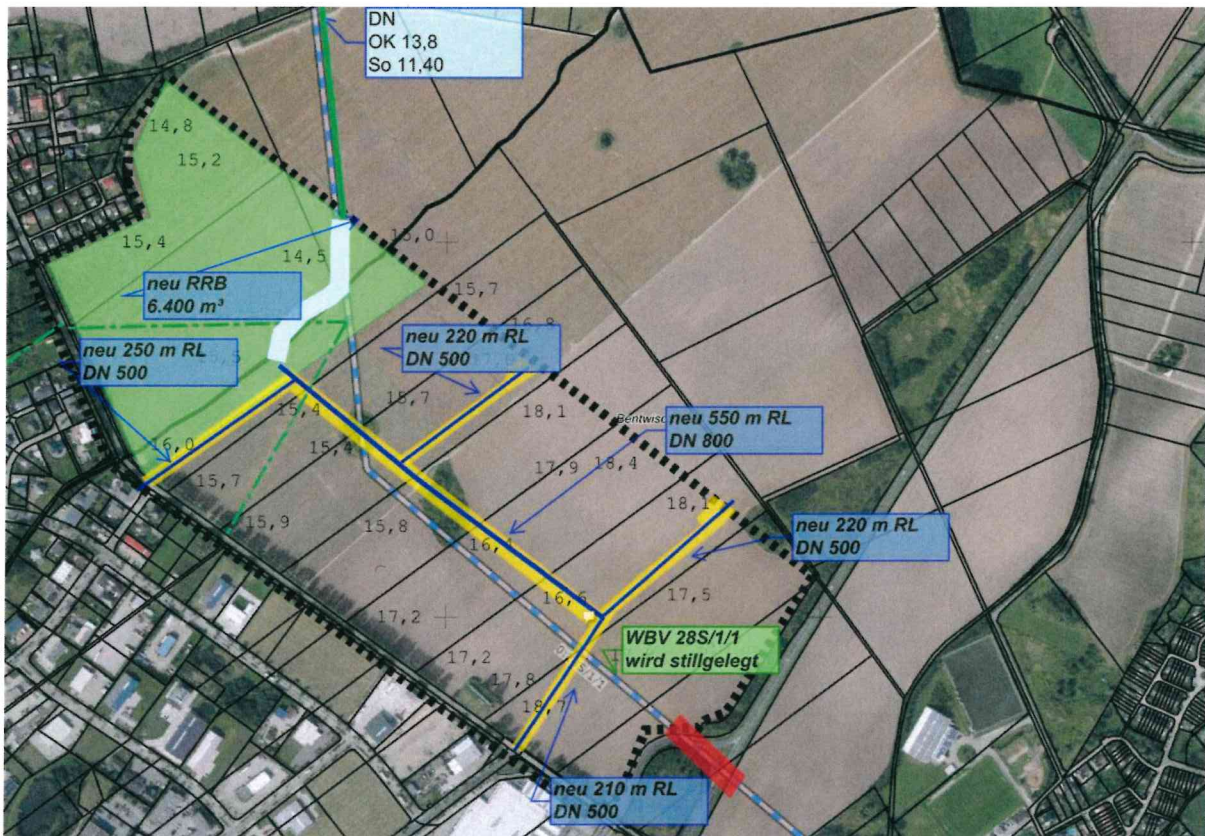 DN
OK 13,8
So 11,40
14,8
15,2
15,4
15,0
14,5
15,7
neu RRB
6.400 m³
16,8
neu 220 m RL
DN 500
neu 250 m RL
DN 500
15,5
15,4
15,7
18,1
Bentwisc
neu 550 m RL
DN 800
16,0
15,7
15,4
17,9
18,4
15,9
15,8
18,1
neu 220 m RL
DN 500
16,4
16,6
17,5
17,2
WBV 28S/1/1
wird stillgelegt
17,2
17,8
18,7
neu 210 m RL
DN 500